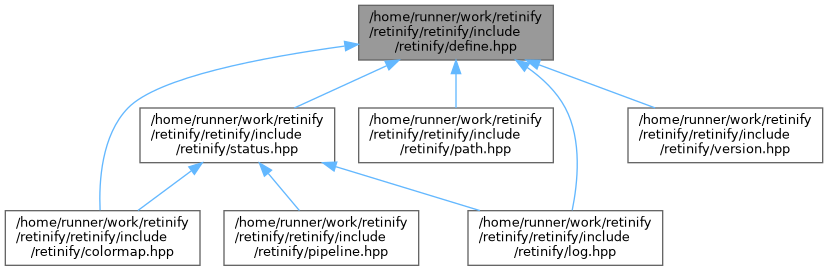 /home/runner/work/retinify
/retinify/retinify/include
/retinify/define.hpp
/home/runner/work/retinify
/retinify/retinify/include
/retinify/status.hpp
/home/runner/work/retinify
/retinify/retinify/include
/retinify/path.hpp
/home/runner/work/retinify
/retinify/retinify/include
/retinify/version.hpp
/home/runner/work/retinify
/retinify/retinify/include
/retinify/colormap.hpp
/home/runner/work/retinify
/retinify/retinify/include
/retinify/pipeline.hpp
/home/runner/work/retinify
/retinify/retinify/include
/retinify/log.hpp